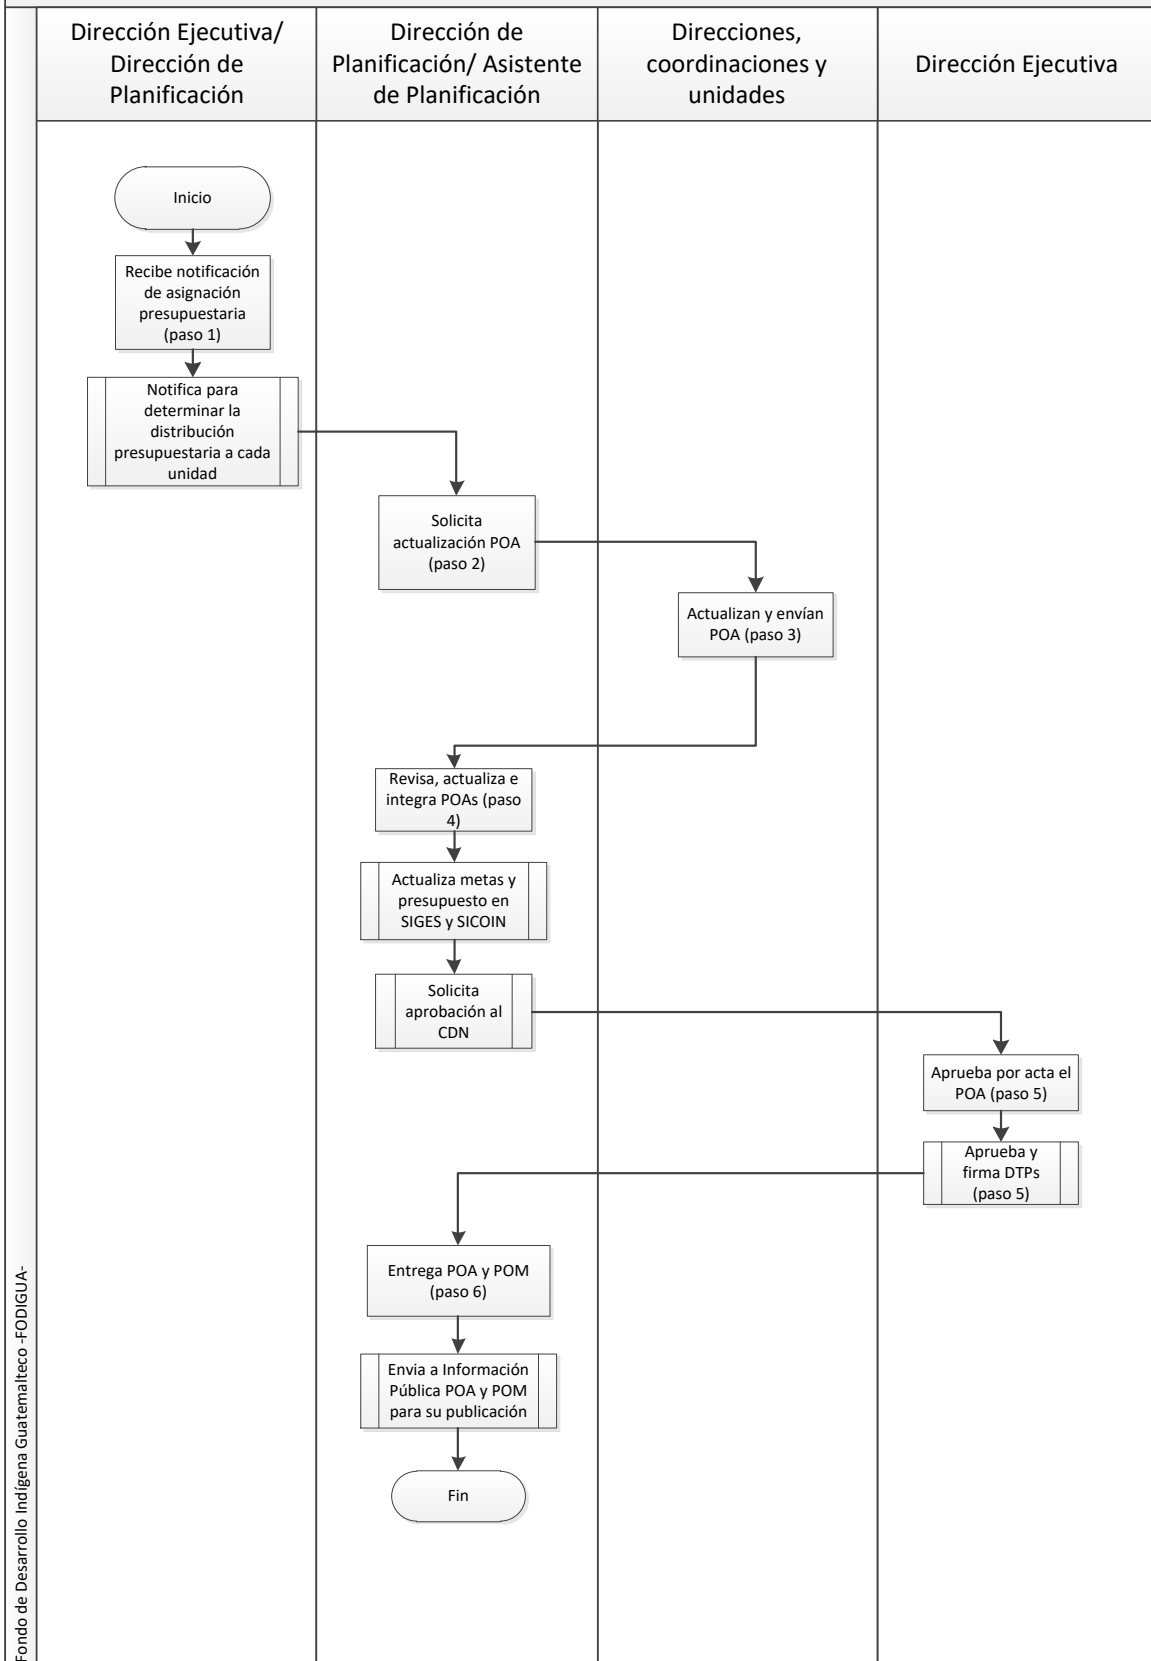 Dirección Ejecutiva/
Dirección de
Planificación
Dirección de
Planificación/ Asistente
de Planificación
Direcciones,
coordinaciones y
unidades
Dirección Ejecutiva
Inicio
Recibe notificación
de asignación
presupuestaria
(paso 1)
Notifica para
determinar la
distribución
presupuestaria a cada
unidad
Solicita
actualización POA
(paso 2)
Actualizan y envían
POA (paso 3)
Revisa, actualiza e
integra POAs (paso
4)
Actualiza metas y
presupuesto en
SIGES y SICOIN
Solicita
aprobación al
CDN
Aprueba por acta el
POA (paso 5)
Aprueba y
firma DTPs
(paso 5)
Entrega POA y POM
(paso 6)
Envia a Información
Pública POA y POM
para su publicación
Fin
Fondo de Desarrollo Indígena Guatemalteco -FODIGUA-